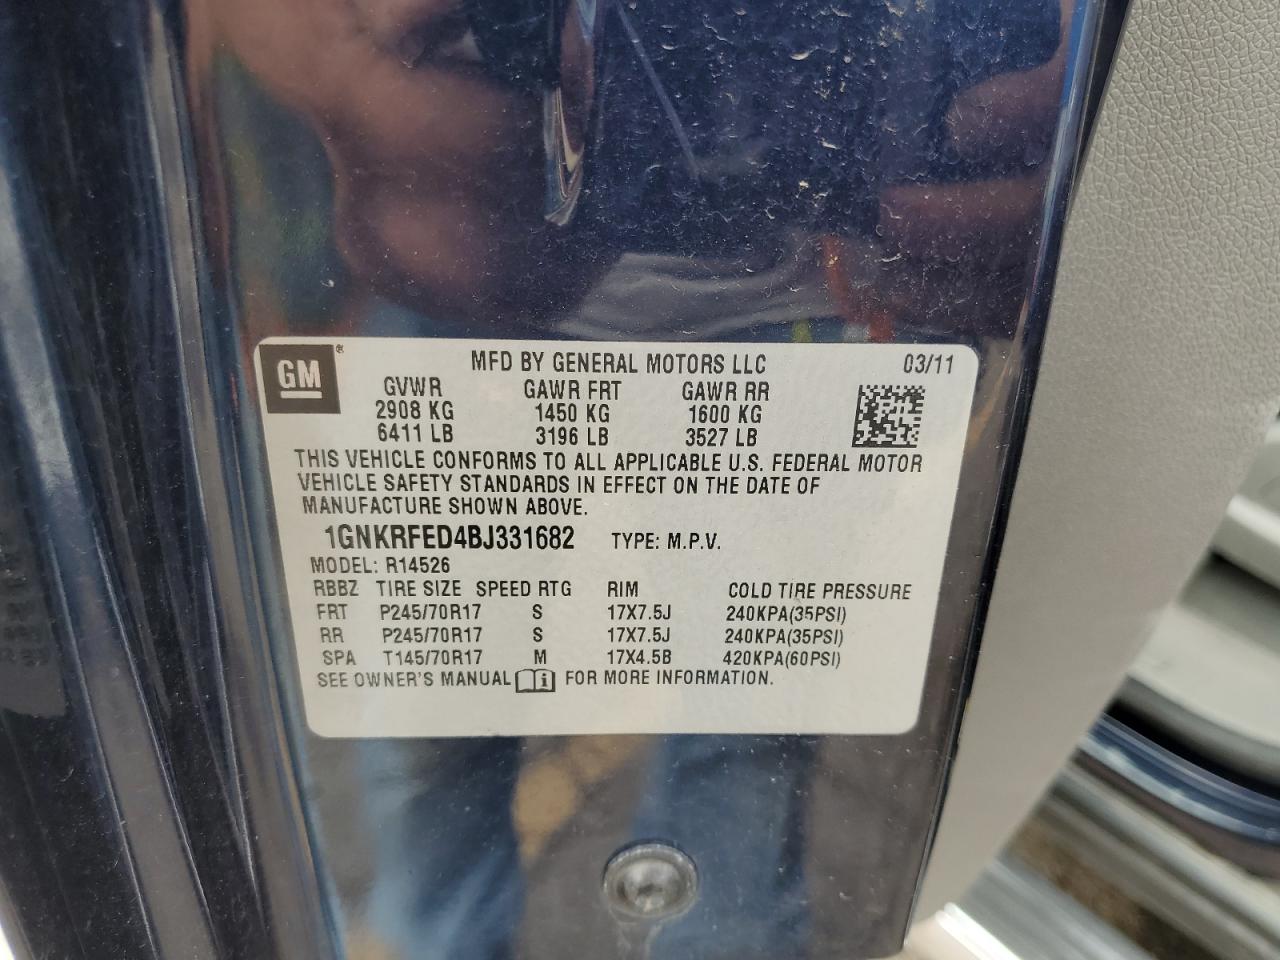 GM®
MFD BY GENERAL MOTORS LLC 03/11
GVWR GAWR FRT GAWR RR
2908 KG 1450 KG 1600 KG
6411 LB 3196 LB 3527 LB
THIS VEHICLE CONFORMS TO ALL APPLICABLE U.S. FEDERAL MOTOR
VEHICLE SAFETY STANDARDS IN EFFECT ON THE DATE OF
MANUFACTURE SHOWN ABOVE.
1GNKRFED4BJ331682 TYPE: M.P.V.
MODEL: R14526
RBBZ TIRE SIZE SPEED RTG RIM COLD TIRE PRESSURE
FRT P245/70R17 S 17X7.5J 240KPA(35PSI)
RR P245/70R17 S 17X7.5J 240KPA(35PSI)
SPA T145/70R17 M 17X4.5B 420KPA(60PSI)
SEE OWNER'S MANUAL i FOR MORE INFORMATION.